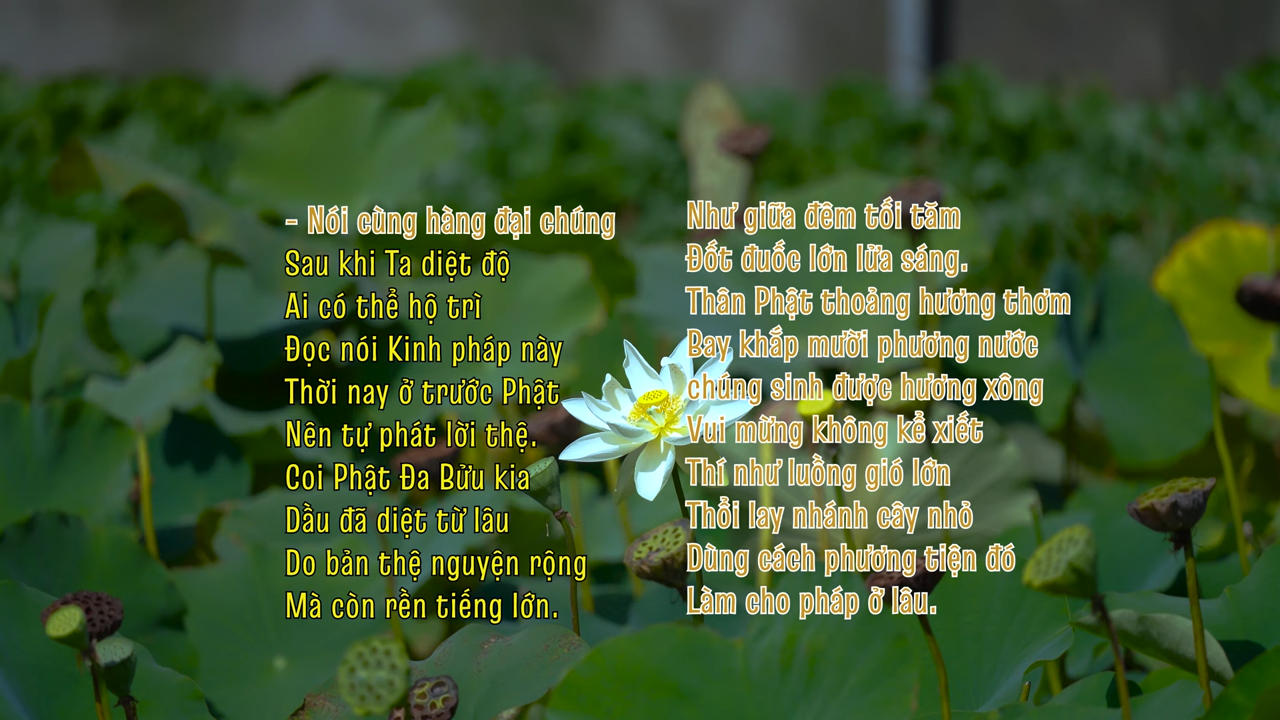 - Nói cùng hàng đại chúng
Sau khi Ta diệt độ
Ai có thể hộ trì
Đọc nói Kinh pháp này
Thời nay ở trước Phật
Nên tự phát lời thệ.
Coi Phật Đa Bửu kia
Dầu đã diệt từ lâu
Do bản thệ nguyện rộng
Mà còn rền tiếng lớn.
Như giữa đêm tối tăm
Đốt đuốc lớn lửa sáng.
Thân Phật thoảng hương thơm
Bay khắp mười phương nước
chúng sinh được hương xông
Vui mừng không kể xiết
Thí như luồng gió lớn
Thổi lay nhánh cây nhỏ
Dùng cách phương tiện đó
Làm cho pháp ở lâu.